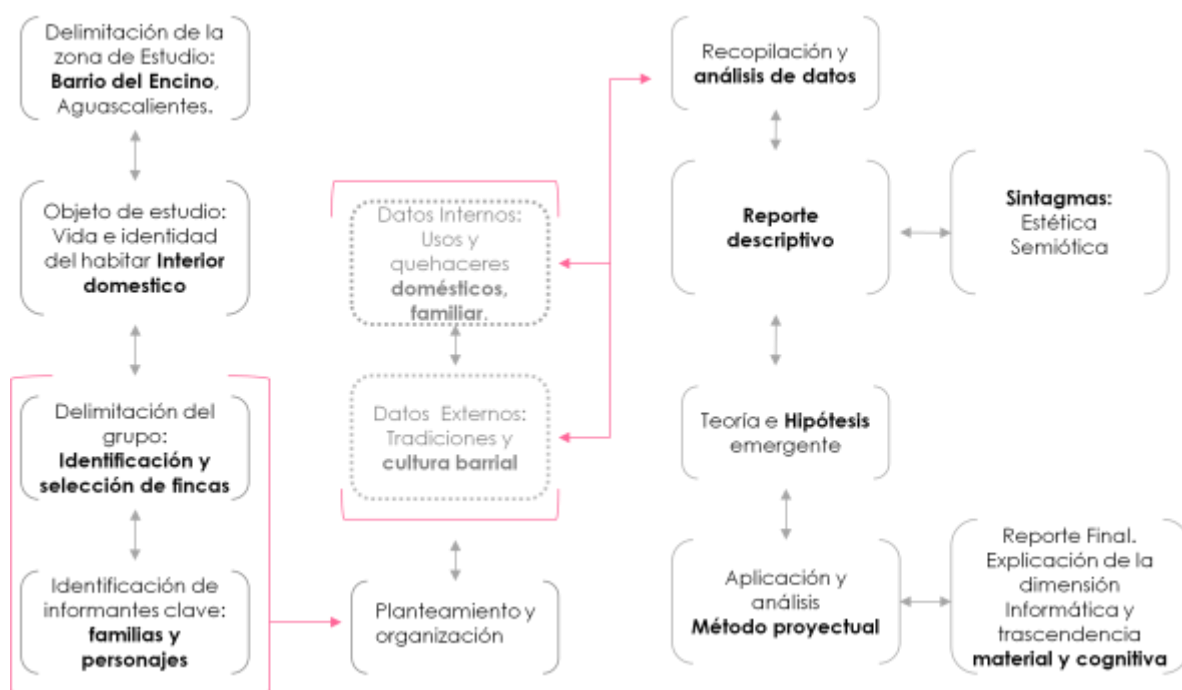 Delimitación de la
zona de Estudio:
Barrio del Encino,
Aguascalientes.
Objeto de estudio:
Vida e identidad
del habitar Interior
domestico
Delimitación del
grupo:
Identificación y
selección de fincas
Identificación de
informantes clave:
familias y
personajes
Datos Internos:
Usos y
quehaceres
domésticos,
familiar.
Datos Externos:
Tradiciones y
cultura barrial
Planteamiento y
organización
Recopilación y
análisis de datos
Reporte
descriptivo
Sintagmas:
Estética
Semiótica
Teoría e Hipótesis
emergente
Aplicación y
análisis
Método proyectual
Reporte Final.
Explicación de la
dimensión
Informática y
trascendencia
material y cognitiva